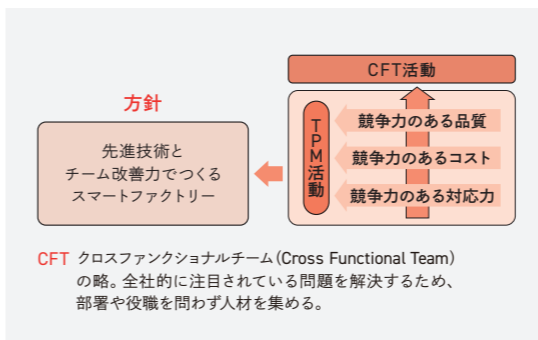 CFT活動
方針
先進技術と
チーム改善力でつくる
スマートファクトリー
TPM活動
競争力のある品質
競争力のあるコスト
競争力のある対応力
CFT クロスファンクショナルチーム(Cross Functional Team)
の略。全社的に注目されている問題を解決するため、
部署や役職を問わず人材を集める。